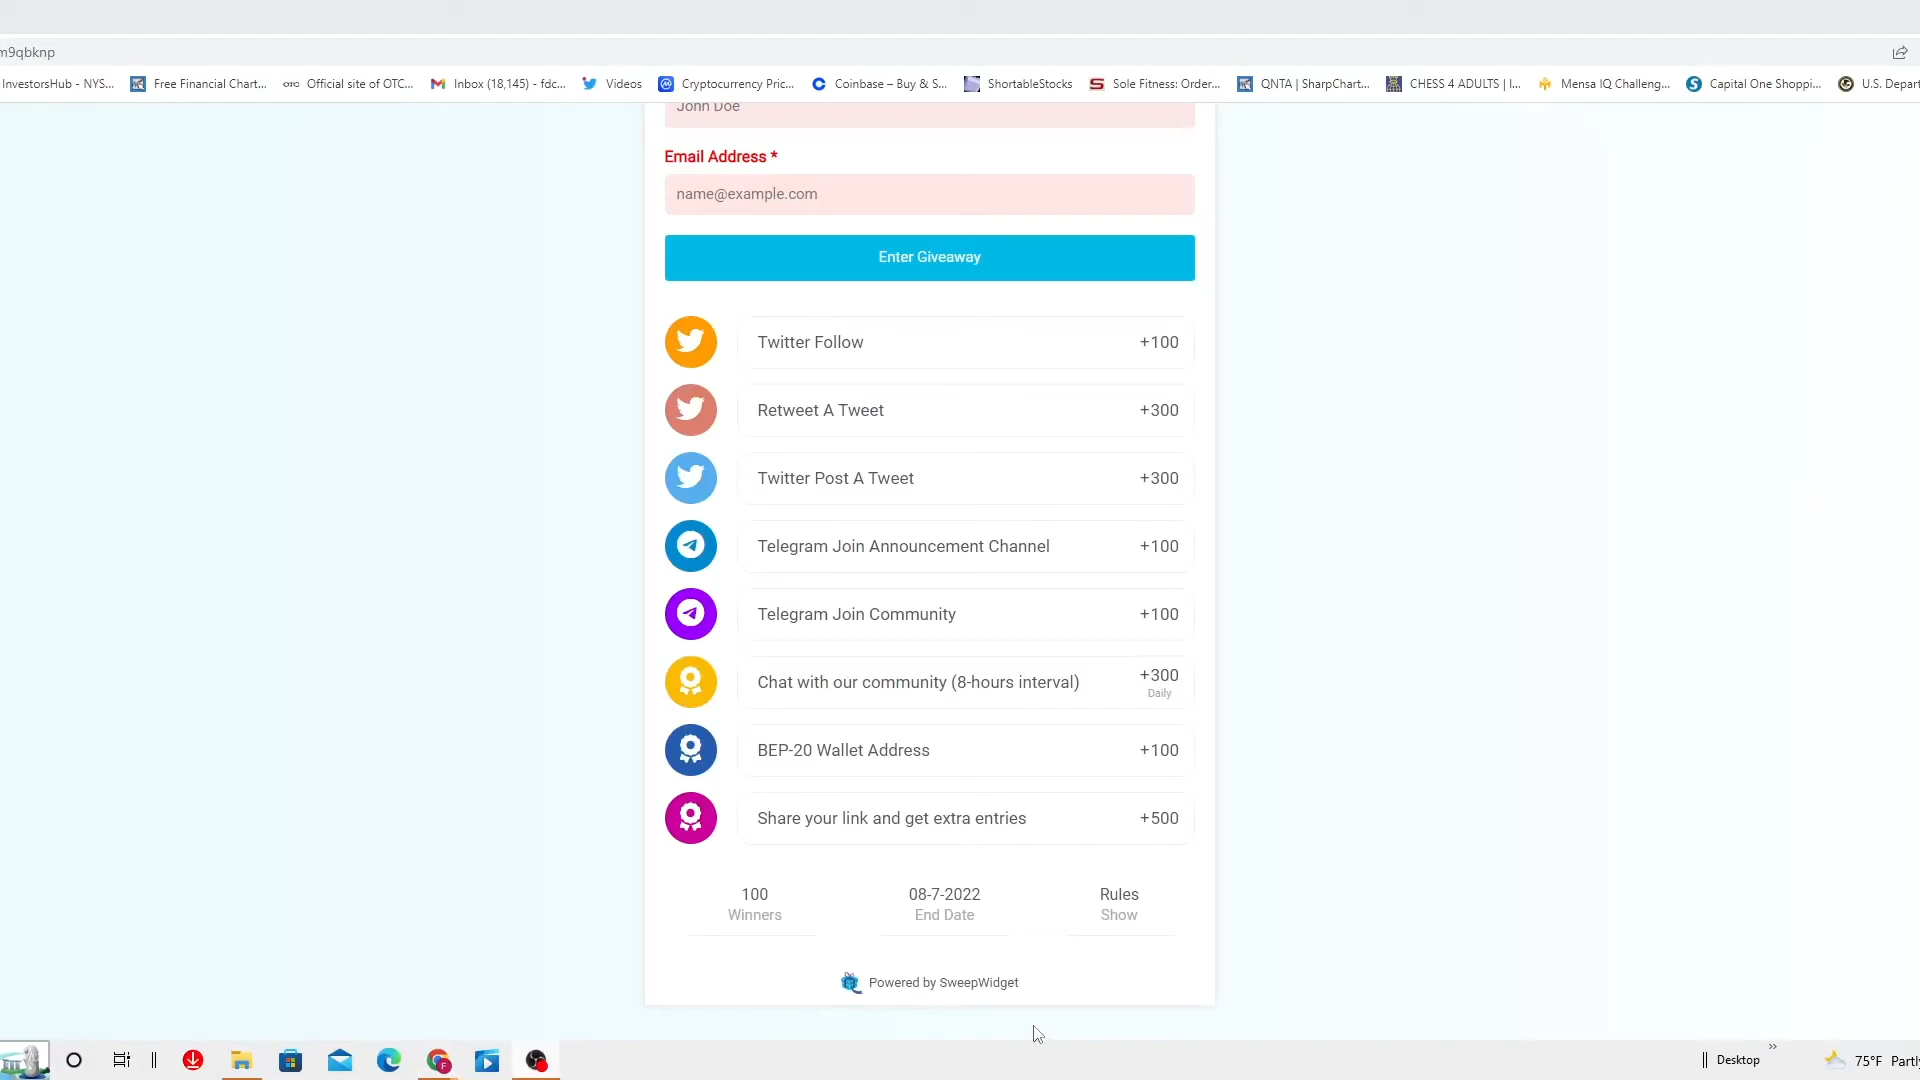 m9qbknp
InvestorsHub - NYS... Free Financial Chart... OTC Official site of OTC... Inbox (18,145) - fdc... Videos Cryptocurrency Pric... Coinbase – Buy & S... ShortableStocks Sole Fitness: Order... QNTA | SharpChart... CHESS 4 ADULTS | I... Mensa IQ Challeng... Capital One Shoppi... U.S. Depart
John Doe
Email Address *
name@example.com
Enter Giveaway
Twitter Follow +100
Retweet A Tweet +300
Twitter Post A Tweet +300
Telegram Join Announcement Channel +100
Telegram Join Community +100
Chat with our community (8-hours interval) +300
Daily
BEP-20 Wallet Address +100
Share your link and get extra entries +500
100 08-7-2022 Rules
Winners End Date Show
Powered by SweepWidget
Desktop 75°F Partly